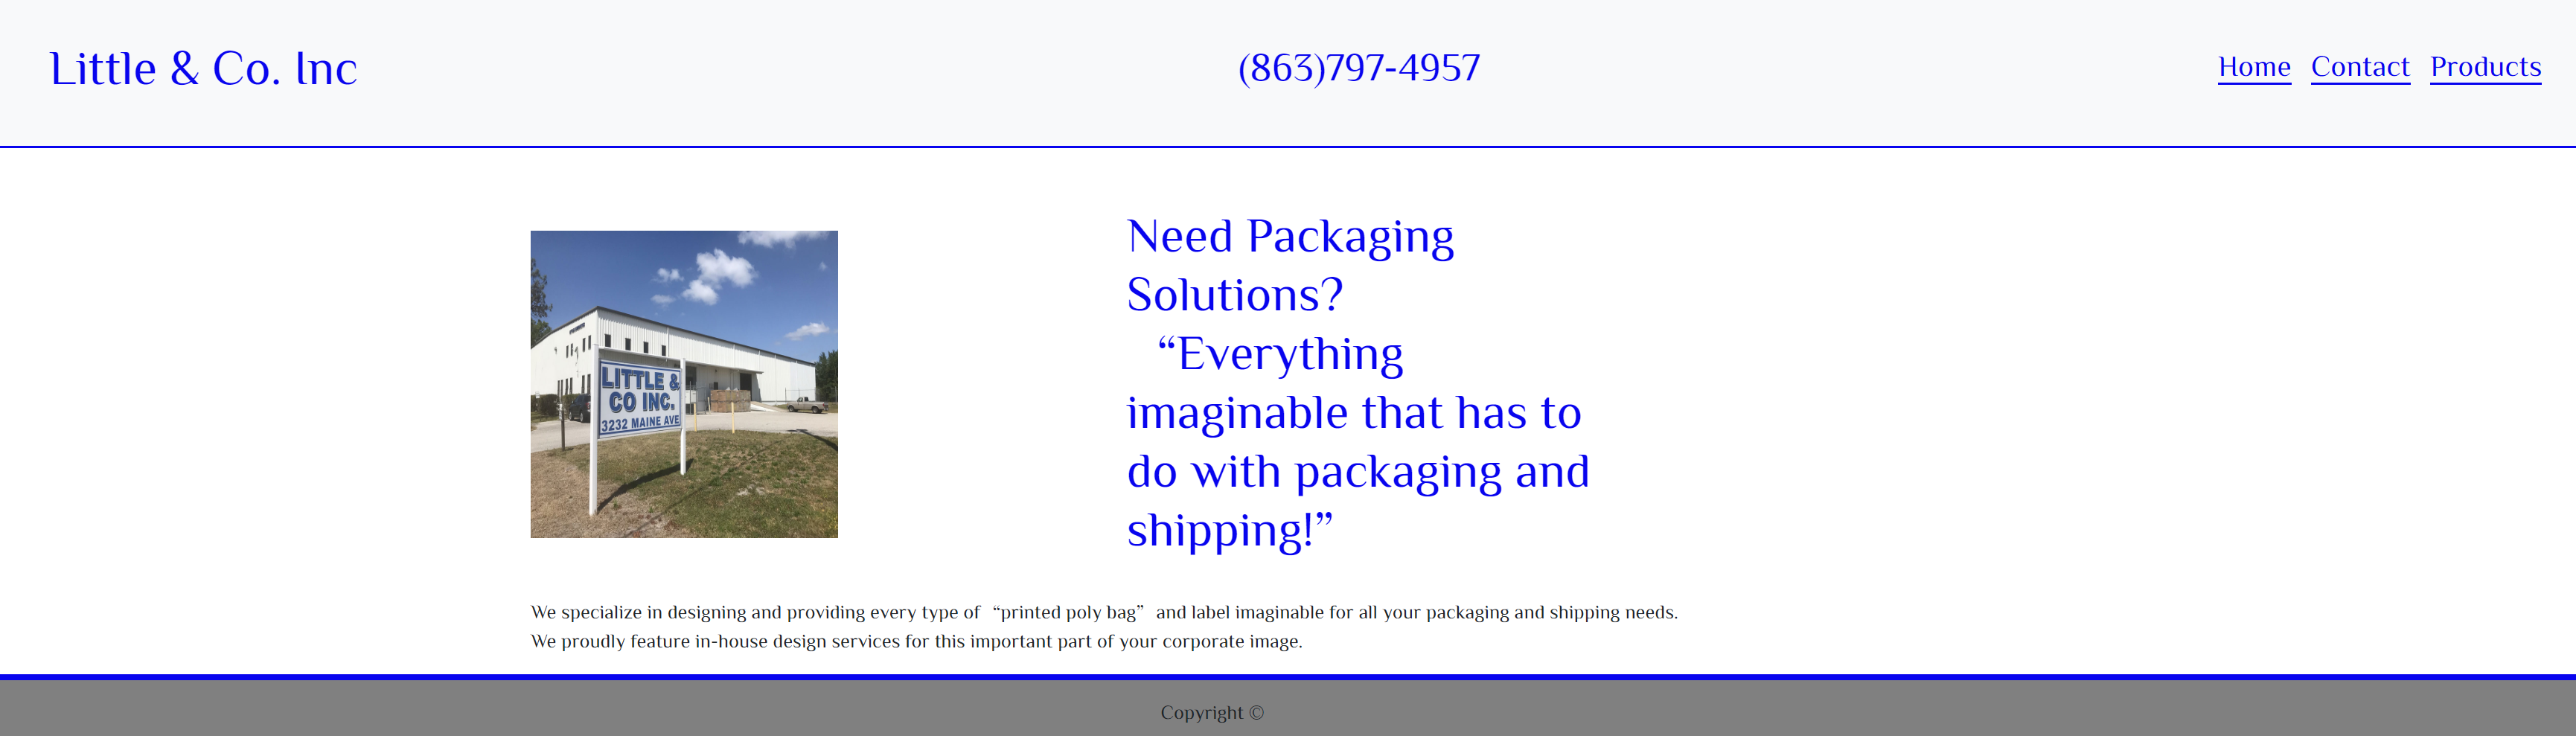 Little & Co. Inc
(863)797-4957
Home Contact Products
Need Packaging
Solutions?
“Everything
imaginable that has to
do with packaging and
shipping!”
LITTLE &
CO INC.
3232 MAINE AVE
We specialize in designing and providing every type of “printed poly bag” and label imaginable for all your packaging and shipping needs.
We proudly feature in-house design services for this important part of your corporate image.
Copyright ©